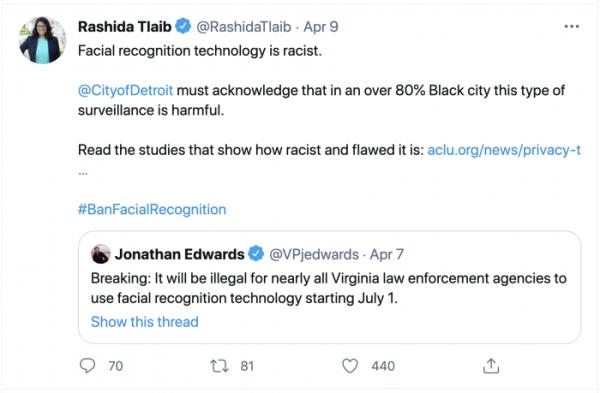 Rashida Tlaib @RashidaTlaib · Apr 9
Facial recognition technology is racist.
@CityofDetroit must acknowledge that in an over 80% Black city this type of
surveillance is harmful.
Read the studies that show how racist and flawed it is: aclu.org/news/privacy-t
...
#BanFacialRecognition
Jonathan Edwards @VPjedwards · Apr 7
Breaking: It will be illegal for nearly all Virginia law enforcement agencies to
use facial recognition technology starting July 1.
Show this thread
70 81 440